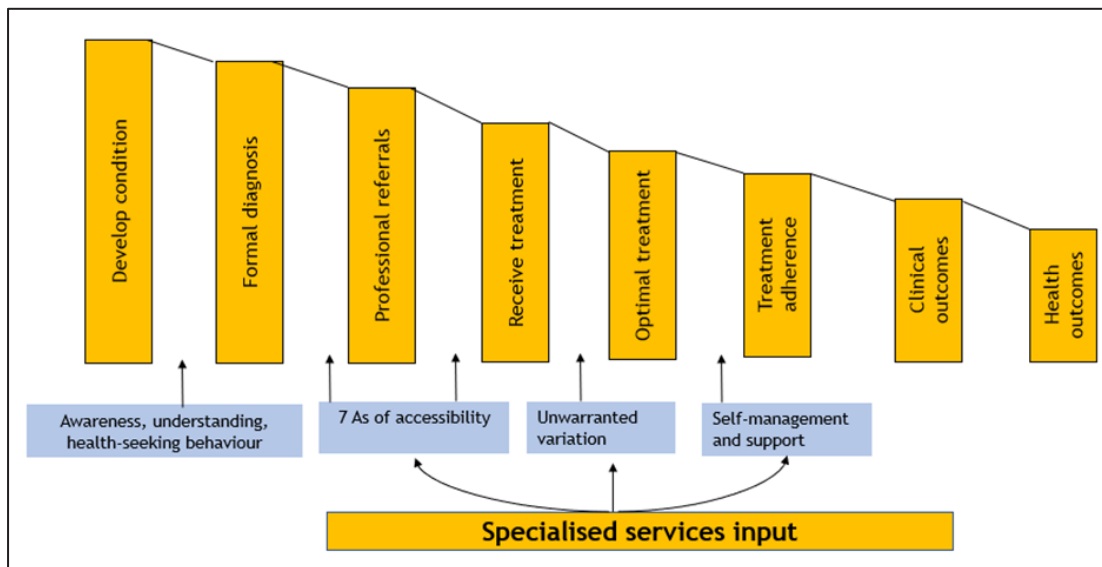 Develop condition
Formal diagnosis
Professional referrals
Receive treatment
Optimal treatment
Treatment
adherence
Clinical
outcomes
Health
outcomes
Awareness, understanding,
health-seeking behaviour
7 As of accessibility
Unwarranted
variation
Self-management
and support
Specialised services input